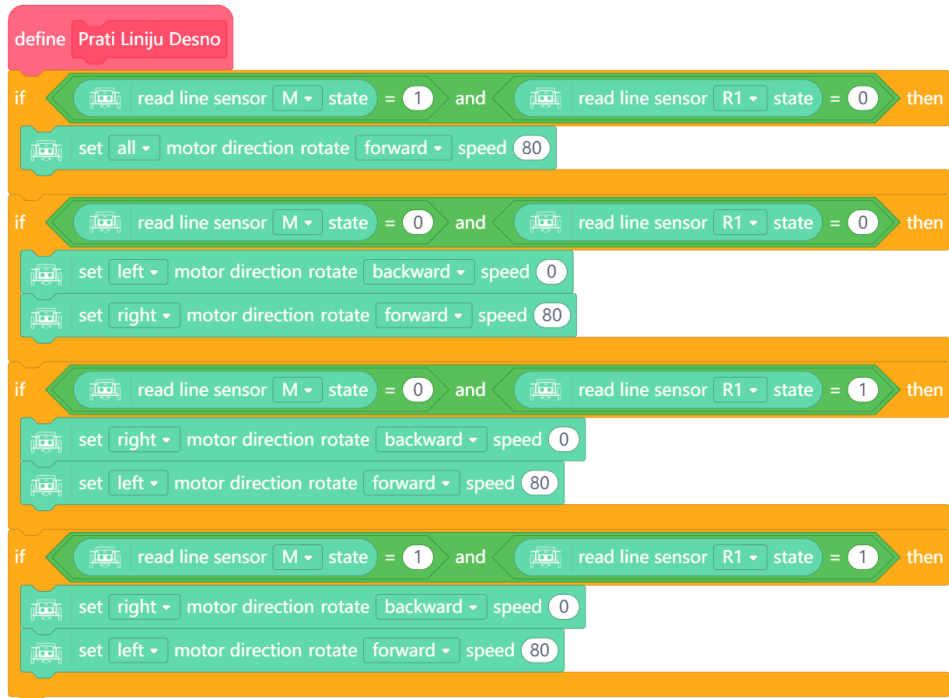 define Prati Liniju Desno
if read line sensor M state = 1 and read line sensor R1 state = 0 then
set all motor direction rotate forward speed 80
if read line sensor M state = 0 and read line sensor R1 state = 0 then
set left motor direction rotate backward speed 0
set right motor direction rotate forward speed 80
if read line sensor M state = 0 and read line sensor R1 state = 1 then
set right motor direction rotate backward speed 0
set left motor direction rotate forward speed 80
if read line sensor M state = 1 and read line sensor R1 state = 1 then
set right motor direction rotate backward speed 0
set left motor direction rotate forward speed 80